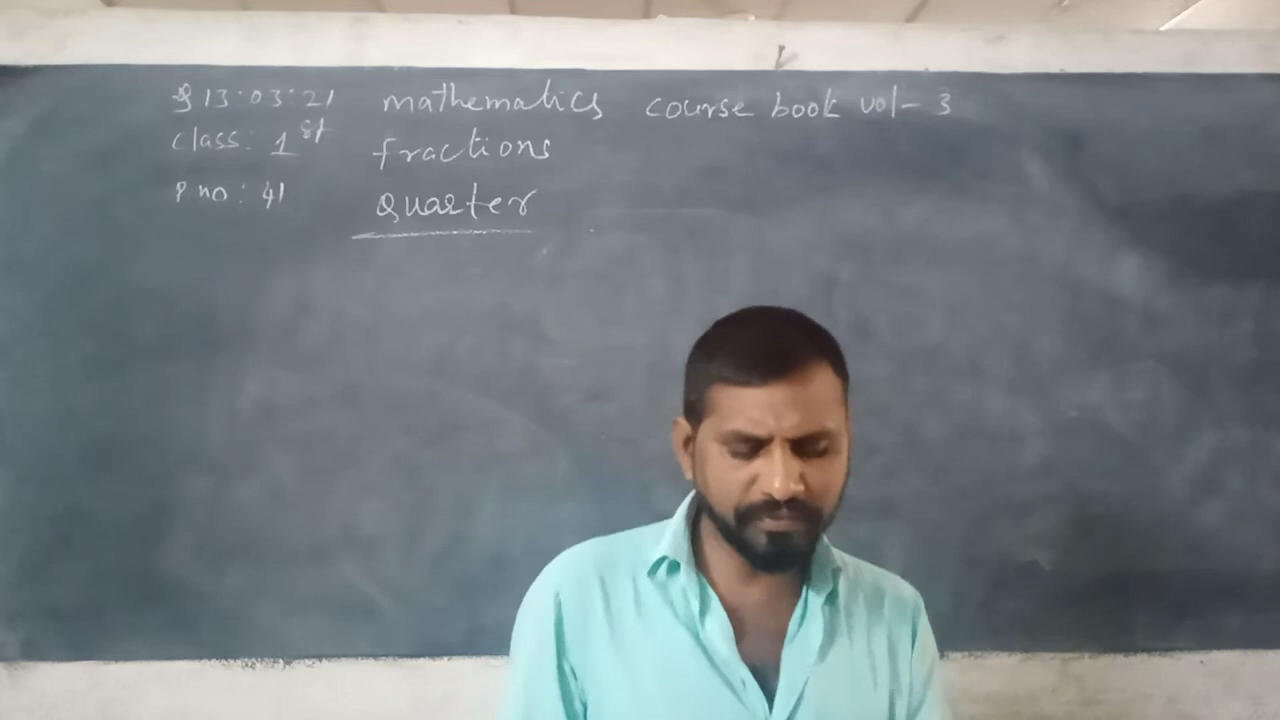 13:03:21 mathematics course book vol-3
class: 1st fractions
P no: 41 Quarter